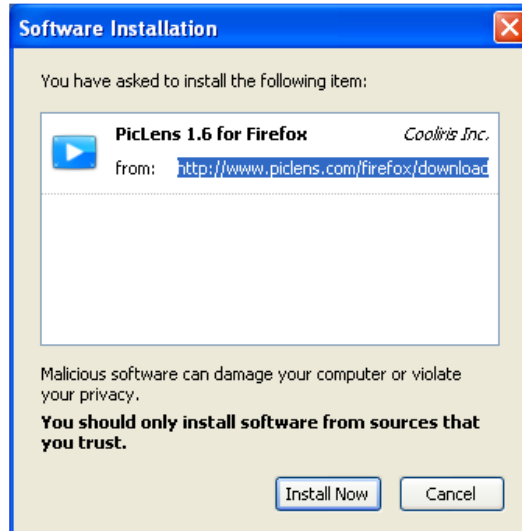 Software Installation
You have asked to install the following item:
PicLens 1.6 for Firefox Cooliris Inc.
from: http://www.piclens.com/firefox/download
Malicious software can damage your computer or violate
your privacy.
You should only install software from sources that
you trust.
Install Now Cancel